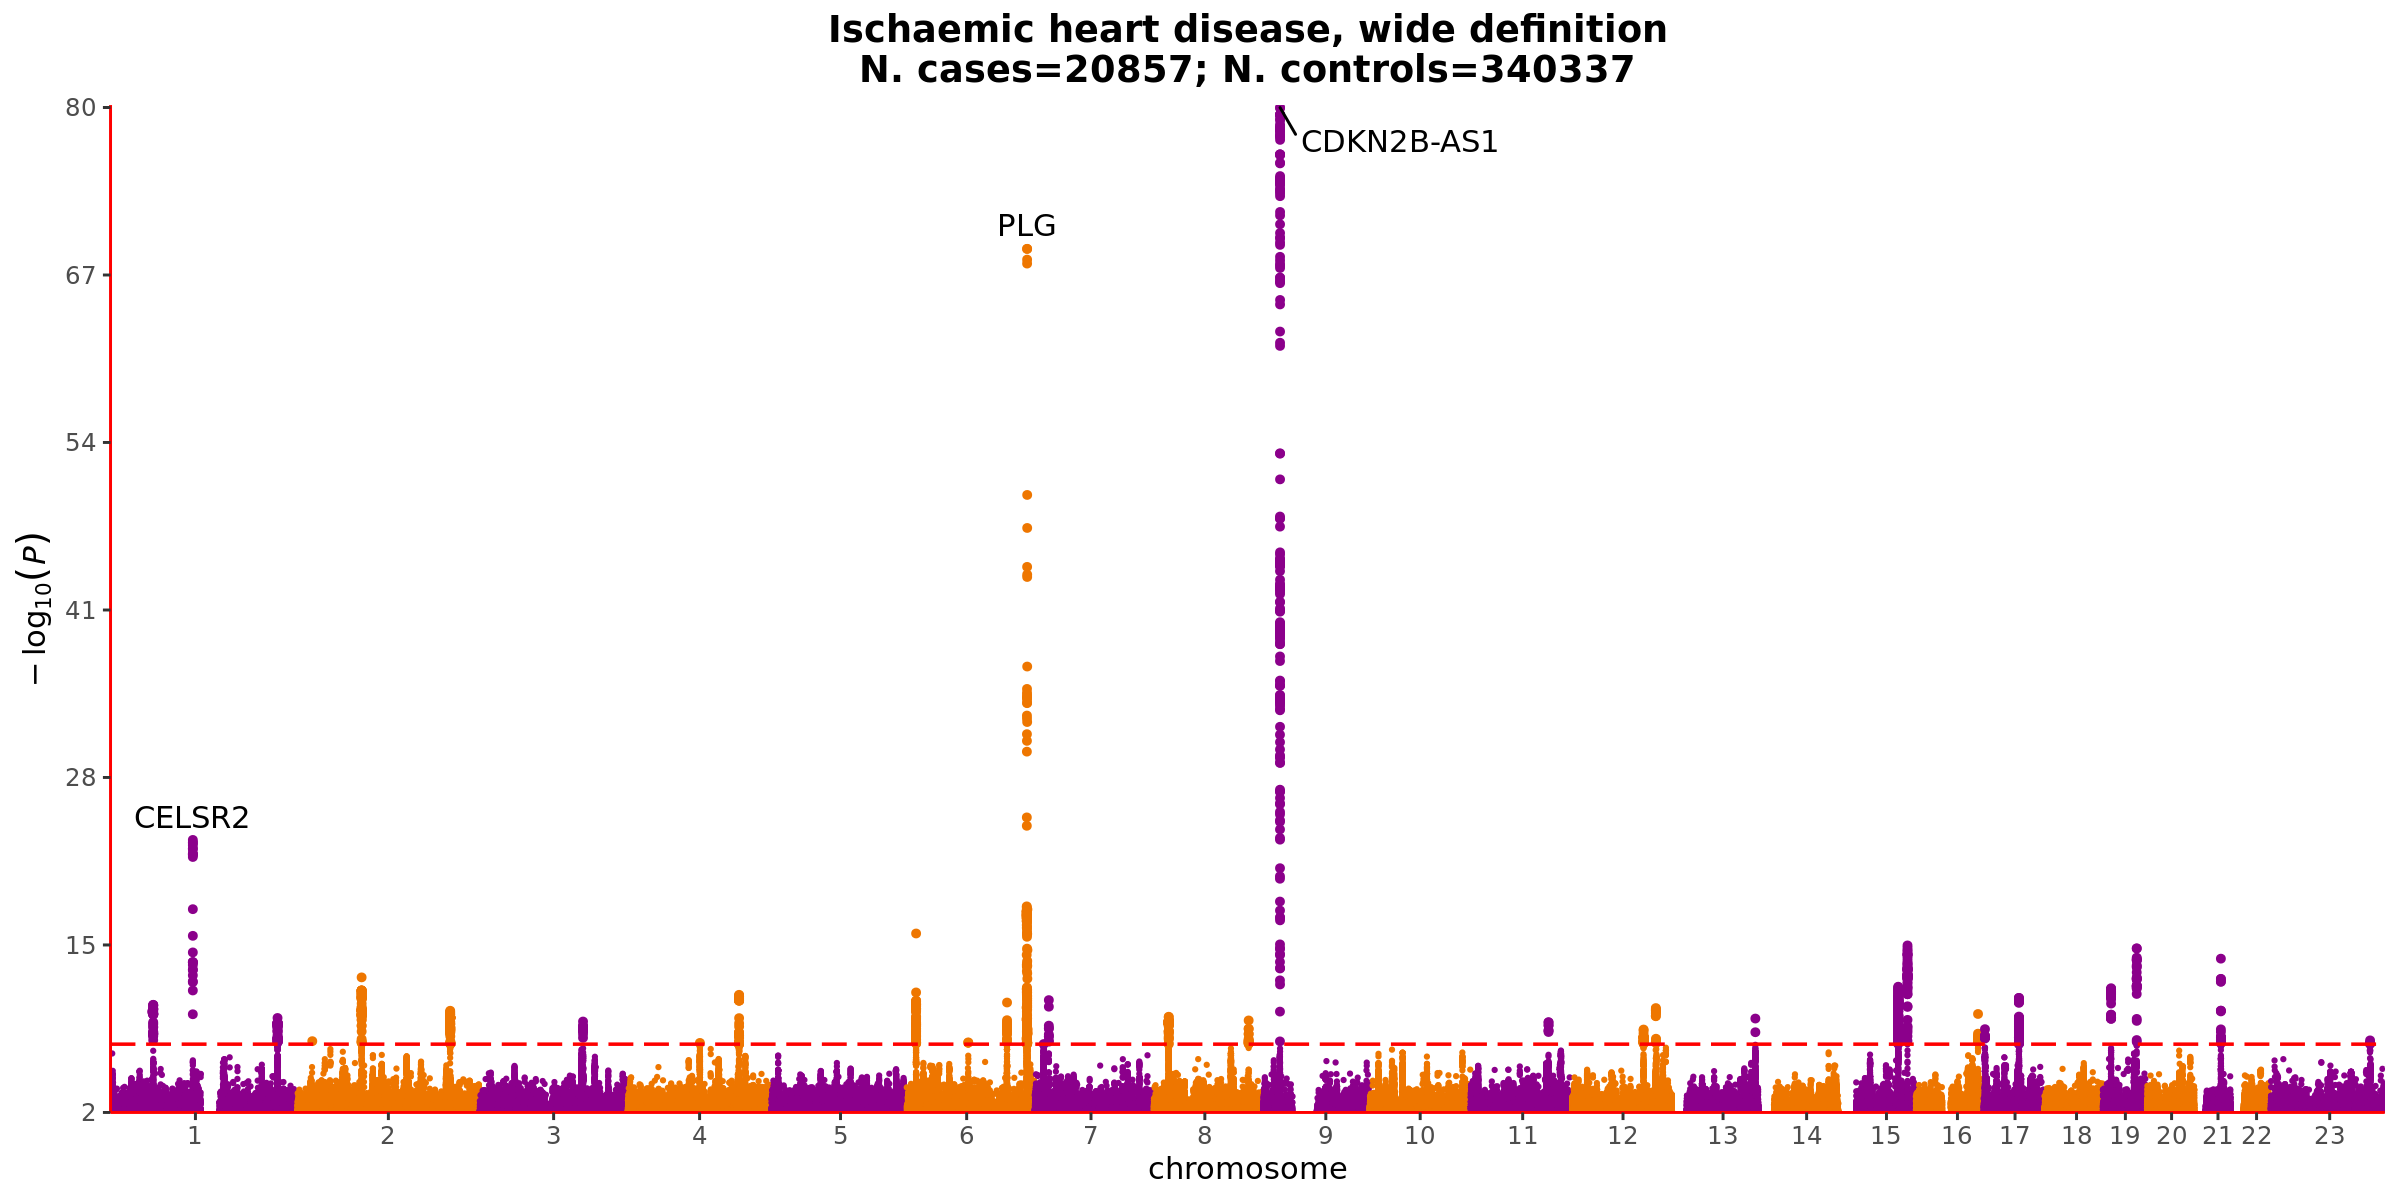 Ischaemic heart disease, wide definition
N. cases=20857; N. controls=340337
80
CDKN2B-AS1
PLG
67
54
− log10(P)
41
28
CELSR2
15
2
1 2 3 4 5 6 7 8 9 10 11 12 13 14 15 16 17 18 19 20 21 22 23
chromosome